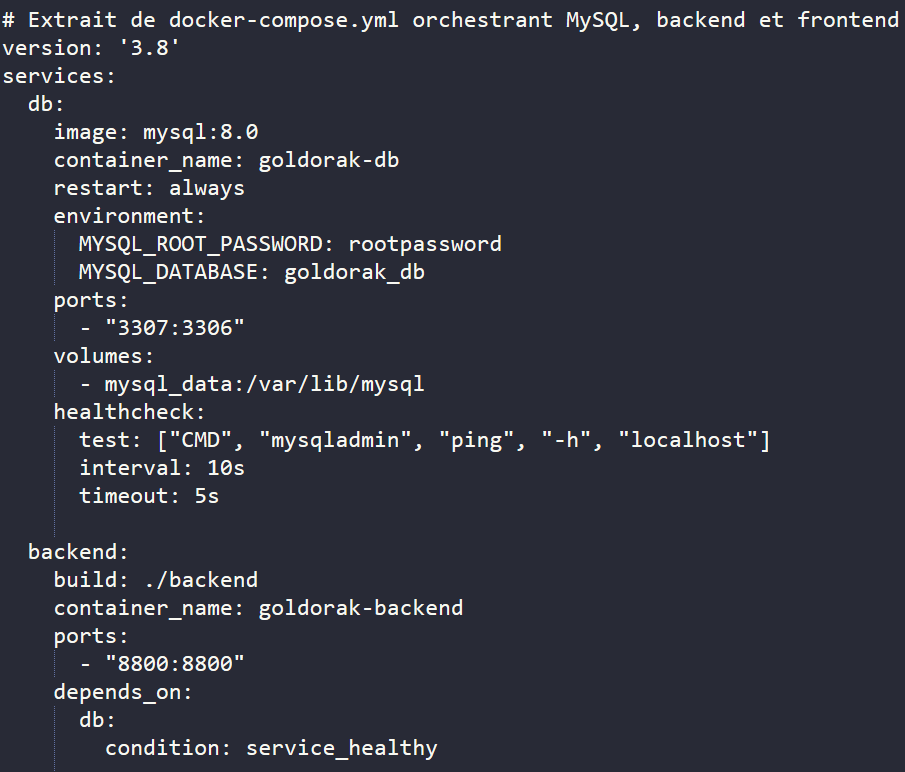 # Extrait de docker-compose.yml orchestrant MySQL, backend et frontend
version: '3.8'
services:
  db:
    image: mysql:8.0
    container_name: goldorak-db
    restart: always
    environment:
      MYSQL_ROOT_PASSWORD: rootpassword
      MYSQL_DATABASE: goldorak_db
    ports:
      - "3307:3306"
    volumes:
      - mysql_data:/var/lib/mysql
    healthcheck:
      test: ["CMD", "mysqladmin", "ping", "-h", "localhost"]
      interval: 10s
      timeout: 5s
  backend:
    build: ./backend
    container_name: goldorak-backend
    ports:
      - "8800:8800"
    depends_on:
      db:
        condition: service_healthy